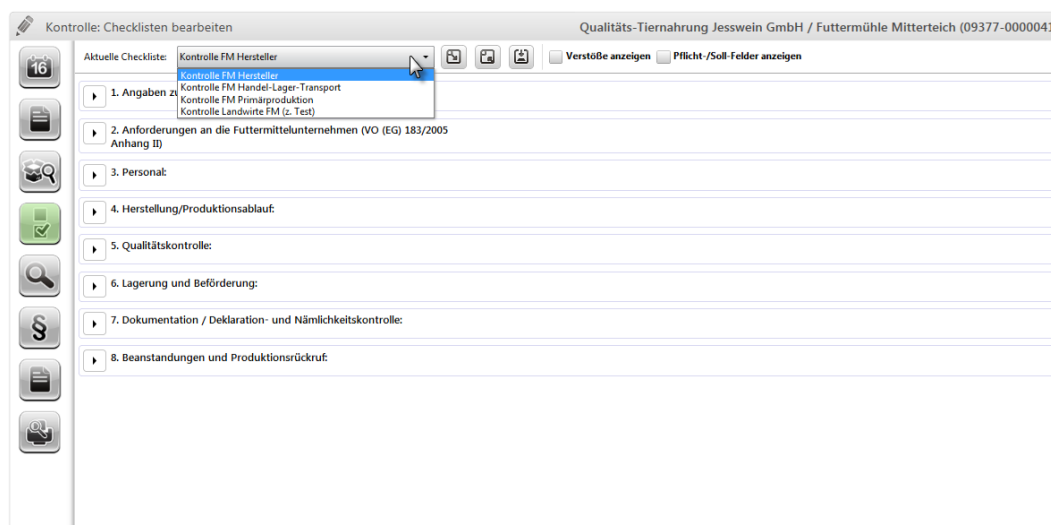 Kontrolle: Checklisten bearbeiten
Qualitäts-Tiernahrung Jesswein GmbH / Futtermühle Mitterteich (09377-0000041
16
Aktuelle Checkliste: Kontrolle FM Hersteller
Verstöße anzeigen Pflicht-/Soll-Felder anzeigen
Kontrolle FM Hersteller
Kontrolle FM Handel-Lager-Transport
Kontrolle FM Primärproduktion
Kontrolle Landwirte FM (z. Test)
1. Angaben zu
2. Anforderungen an die Futtermittelunternehmen (VO (EG) 183/2005
Anhang II)
3. Personal:
4. Herstellung/Produktionsablauf:
5. Qualitätskontrolle:
6. Lagerung und Beförderung:
§
7. Dokumentation / Deklaration- und Nämlichkeitskontrolle:
8. Beanstandungen und Produktionsrückruf: